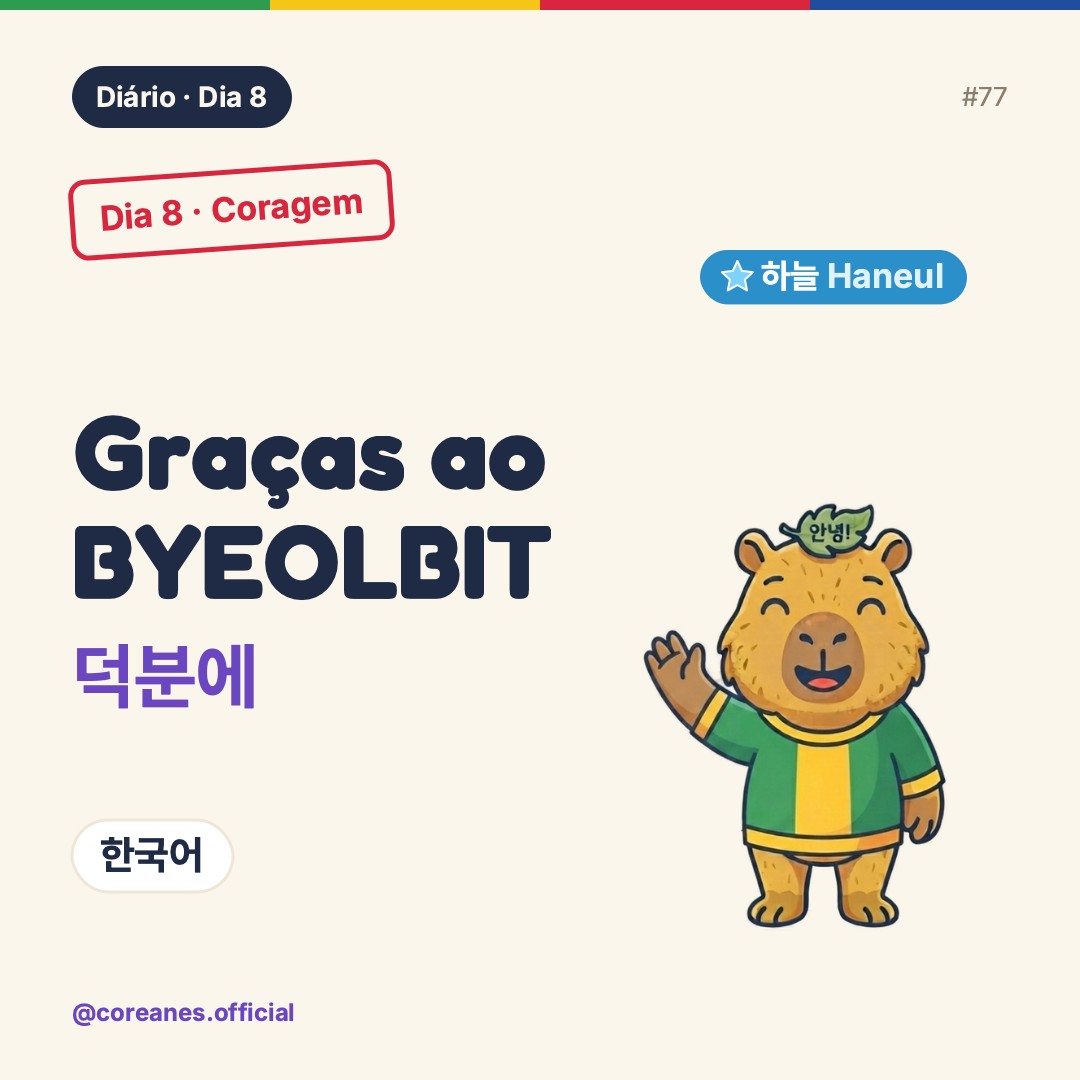 Diário · Dia 8
#77
Dia 8 · Coragem
하늘 Haneul
Graças ao
BYEOLBIT
덕분에
안녕!
한국어
@coreanes.official